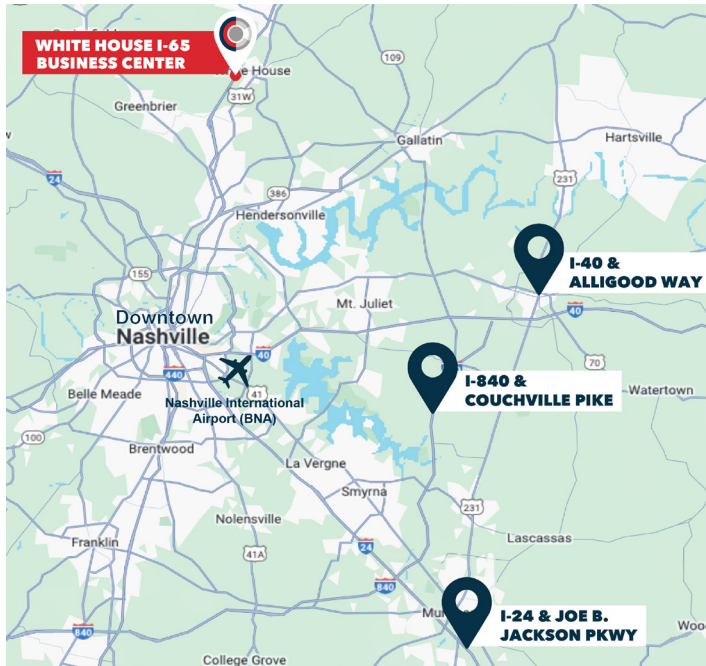 WHITE HOUSE I-65
BUSINESS CENTER
House
31W
109
Greenbrier
Gallatin
Hartsville
24
231
386
Hendersonville
155
I-40 &
ALLIGOOD WAY
Mt. Juliet
40
Downtown
Nashville
40
440
70
I-840 &
COUCHVILLE PIKE
Watertown
Belle Meade
41
Nashville International
Airport (BNA)
100
Brentwood
La Vergne
Smyrna
231
Nolensville
Lascassas
Franklin
41A
24
840
I-24 & JOE B.
JACKSON PKWY
840
College Grove